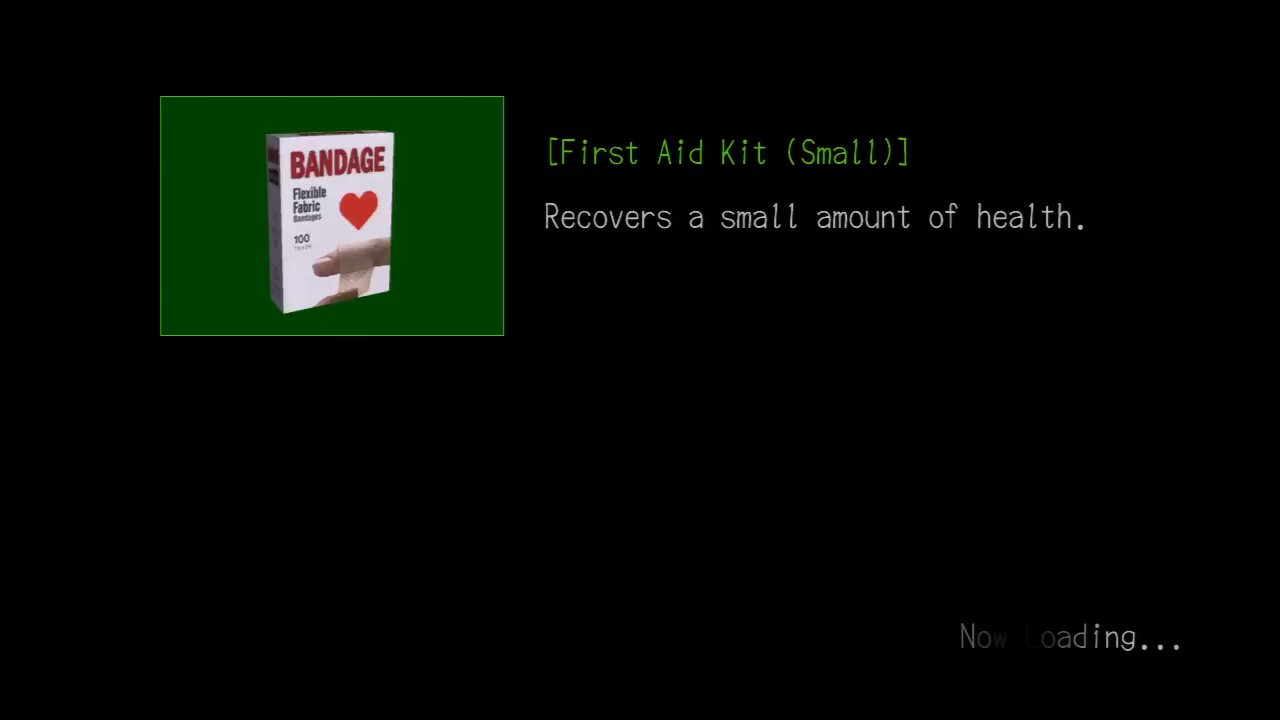 BANDAGE
Flexible
Fabric
Bandages
100
[First Aid Kit (Small)]
Recovers a small amount of health.
Now Loading...